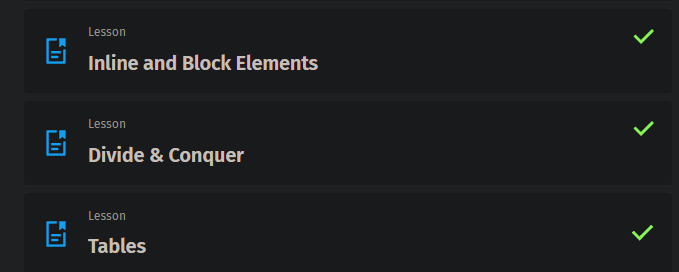 Lesson
Inline and Block Elements
Lesson
Divide & Conquer
Lesson
Tables